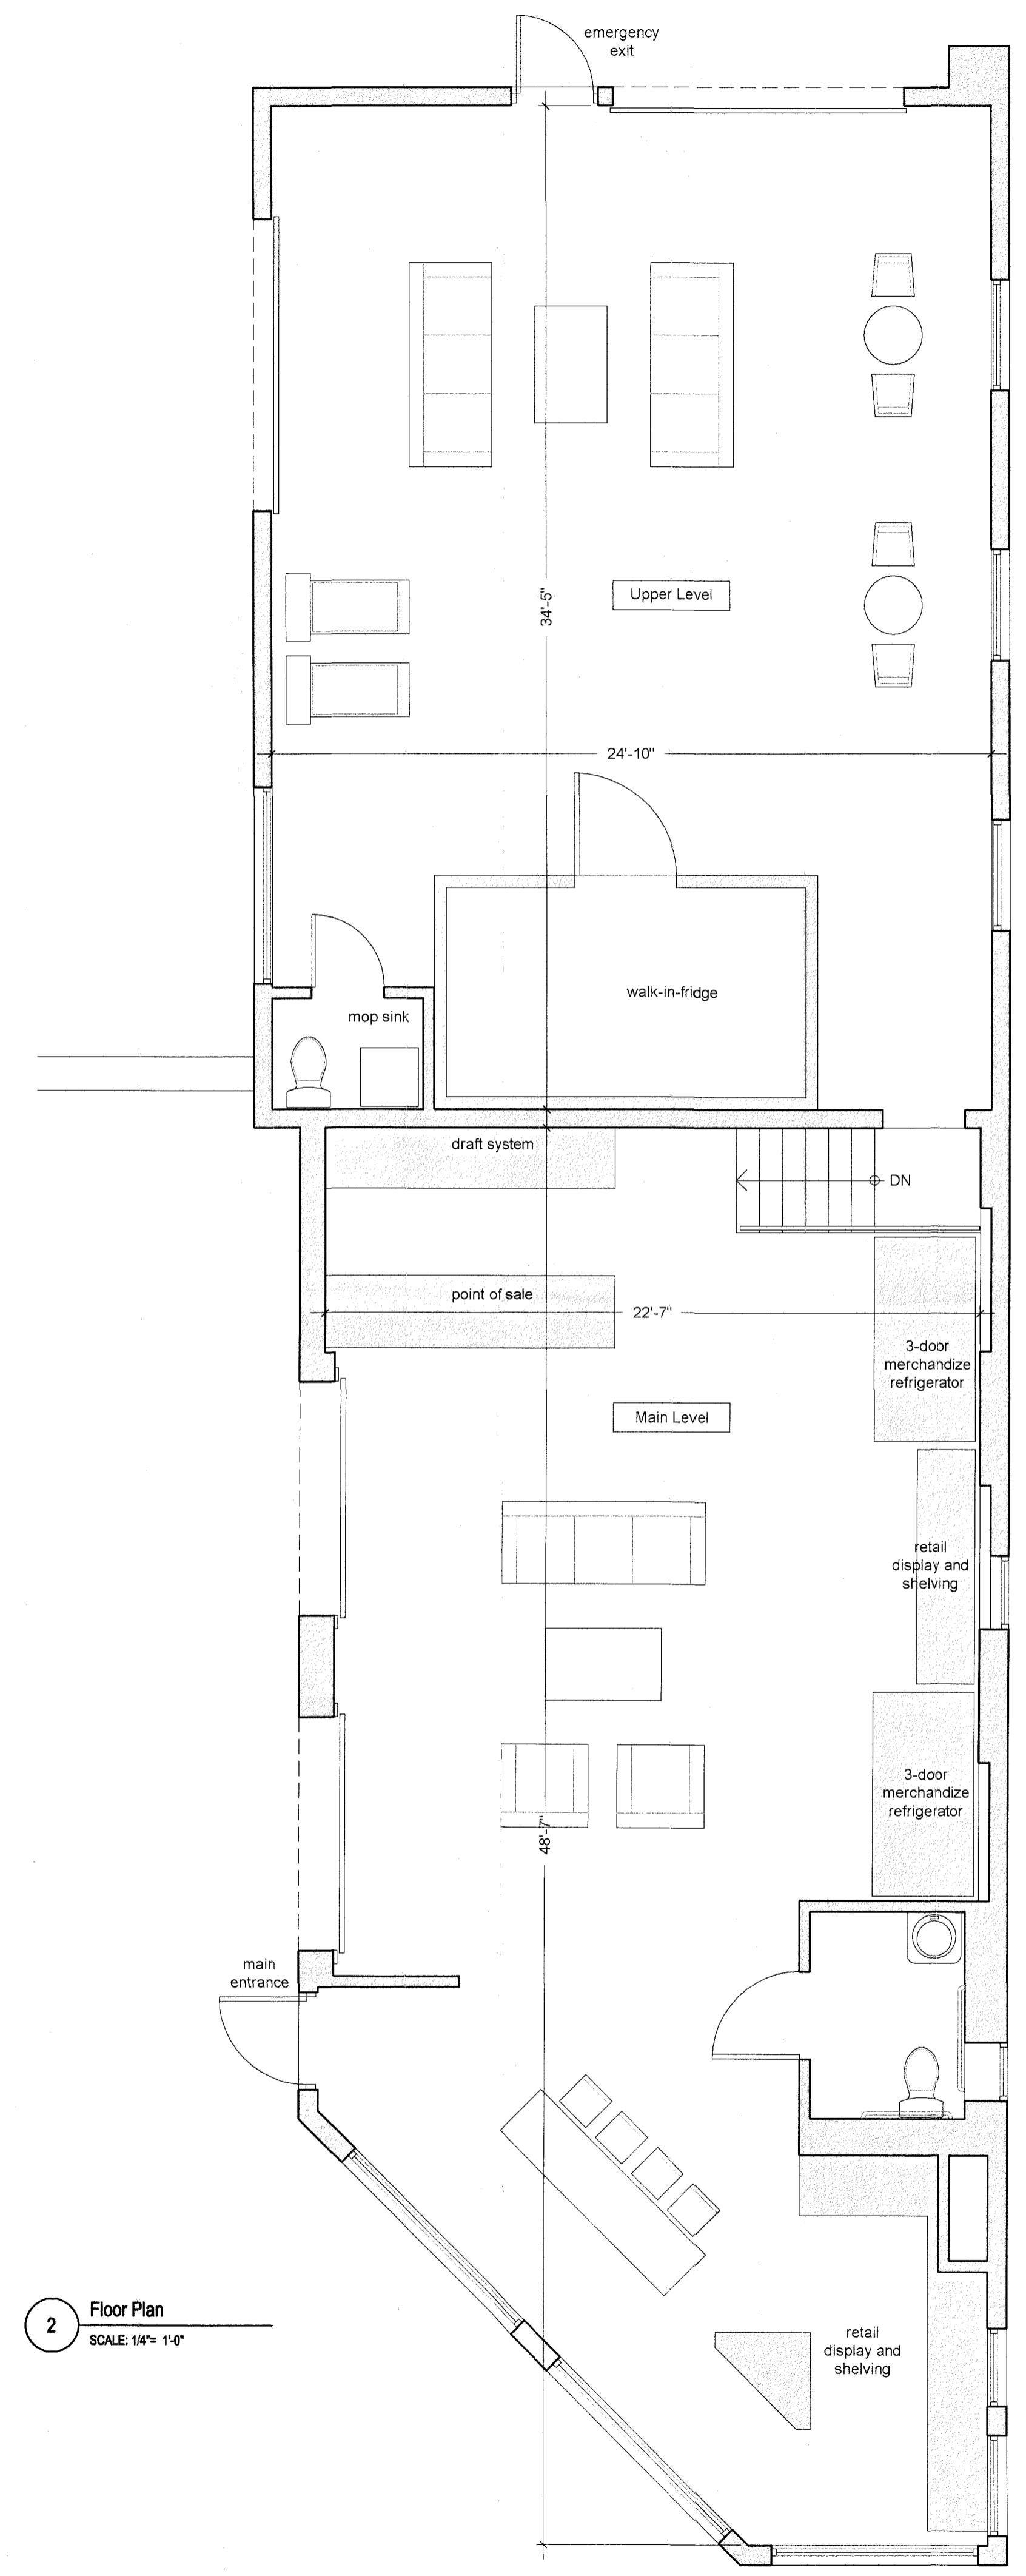 emergency
exit
34'-5"
Upper Level
24'-10"
walk-in-fridge
mop sink
draft system
DN
point of sale
22'-7"
3-door
merchandize
refrigerator
Main Level
retail
display and
shelving
3-door
merchandize
refrigerator
48'-7"
main
entrance
2
Floor Plan
SCALE: 1/4"= 1'-0"
retail
display and
shelving